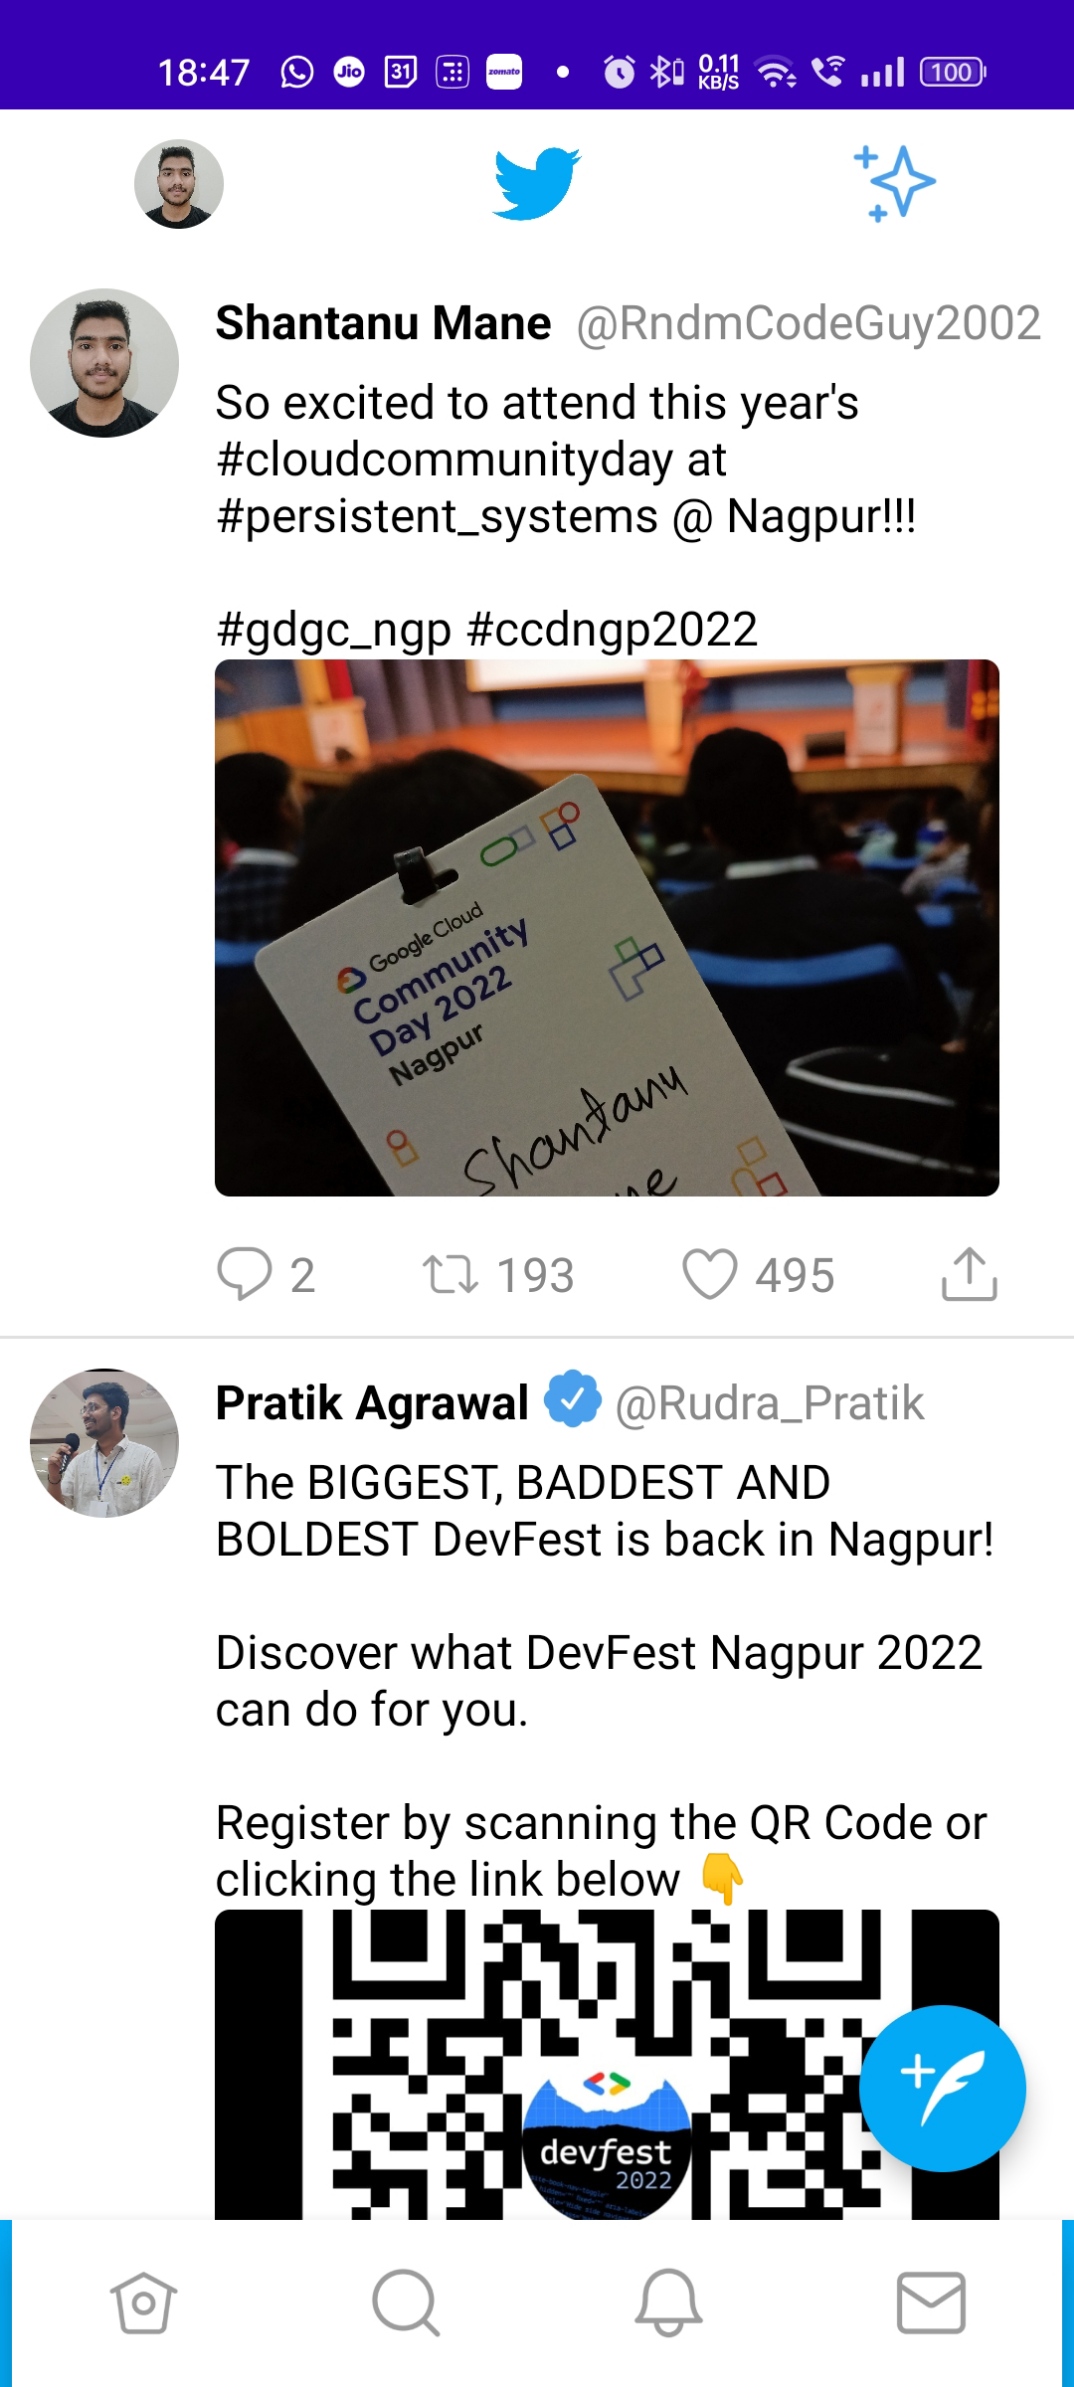 18:47 Jio 31 zomato 0.11 KB/S 100
Shantanu Mane @RndmCodeGuy2002
So excited to attend this year's
#cloudcommunityday at
#persistent_systems @ Nagpur!!!
#gdgc_ngp #ccdngp2022
Google Cloud
Community
Day 2022
Nagpur
Shantanu
2 193 495
Pratik Agrawal @Rudra_Pratik
The BIGGEST, BADDEST AND
BOLDEST DevFest is back in Nagpur!
Discover what DevFest Nagpur 2022
can do for you.
Register by scanning the QR Code or
clicking the link below 👇
devfest
2022